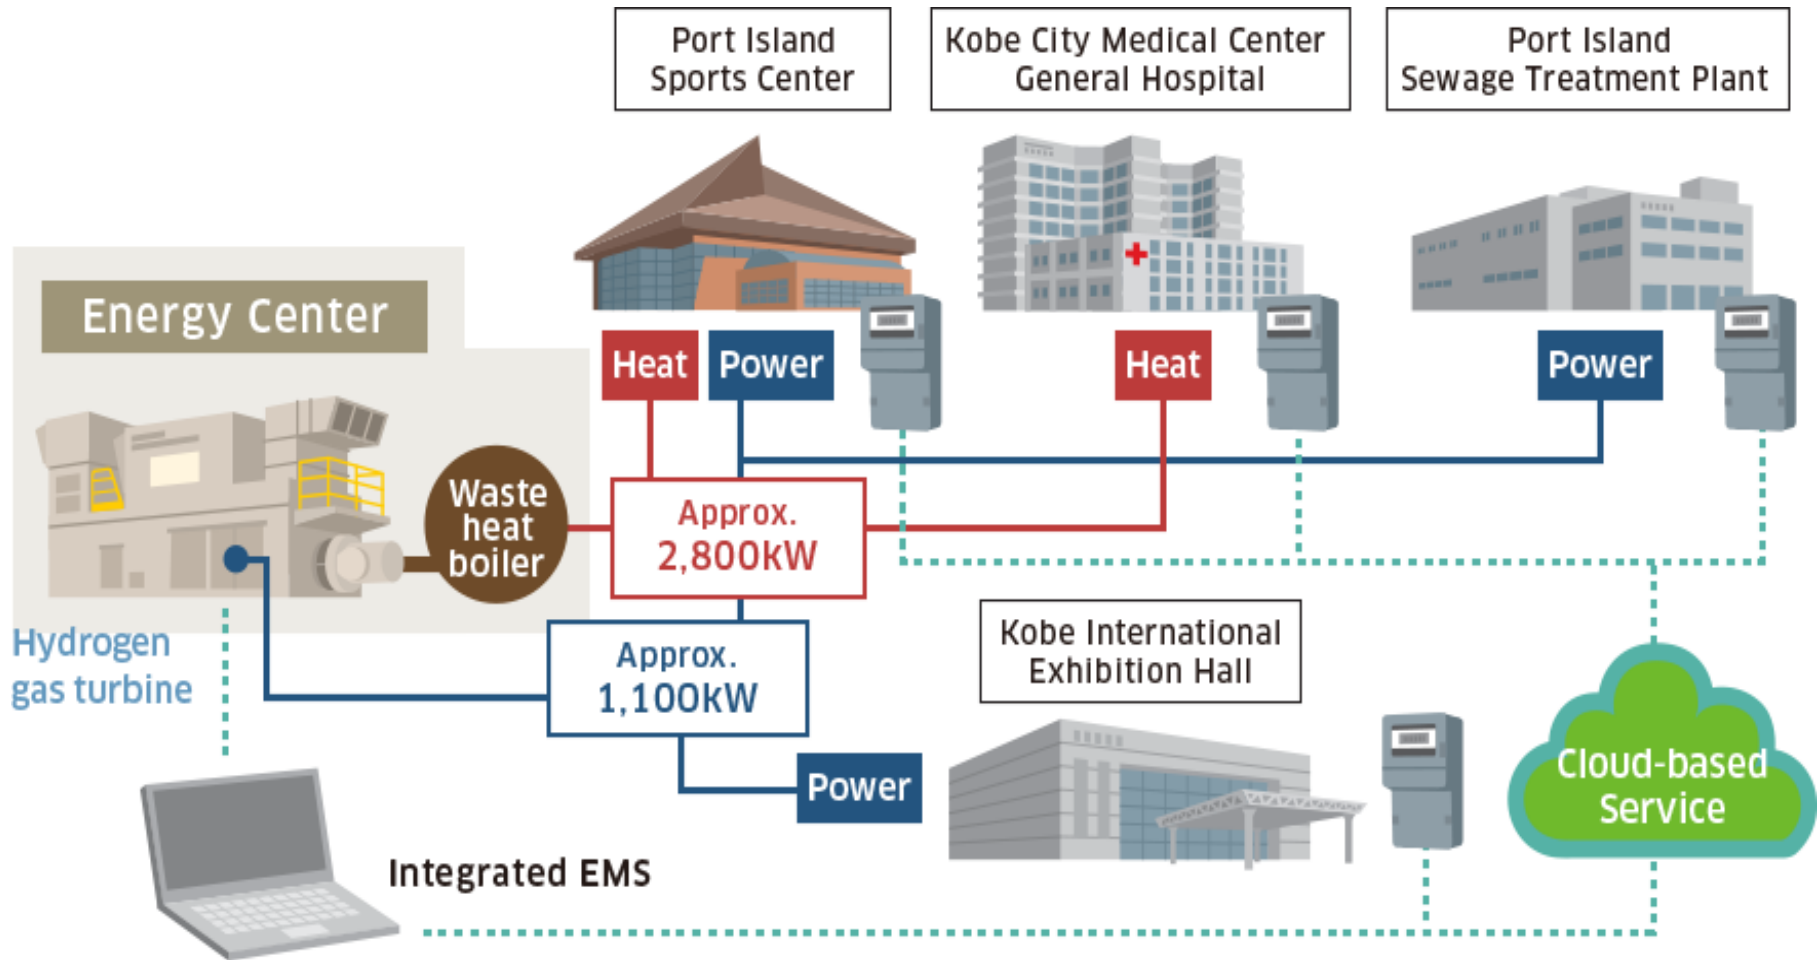 Port Island
Sports Center
Kobe City Medical Center
General Hospital
Port Island
Sewage Treatment Plant
Energy Center
Heat
Power
Heat
Power
Waste
heat
boiler
Approx.
2,800kW
Hydrogen
gas turbine
Approx.
1,100kW
Kobe International
Exhibition Hall
Power
Cloud-based
Service
Integrated EMS